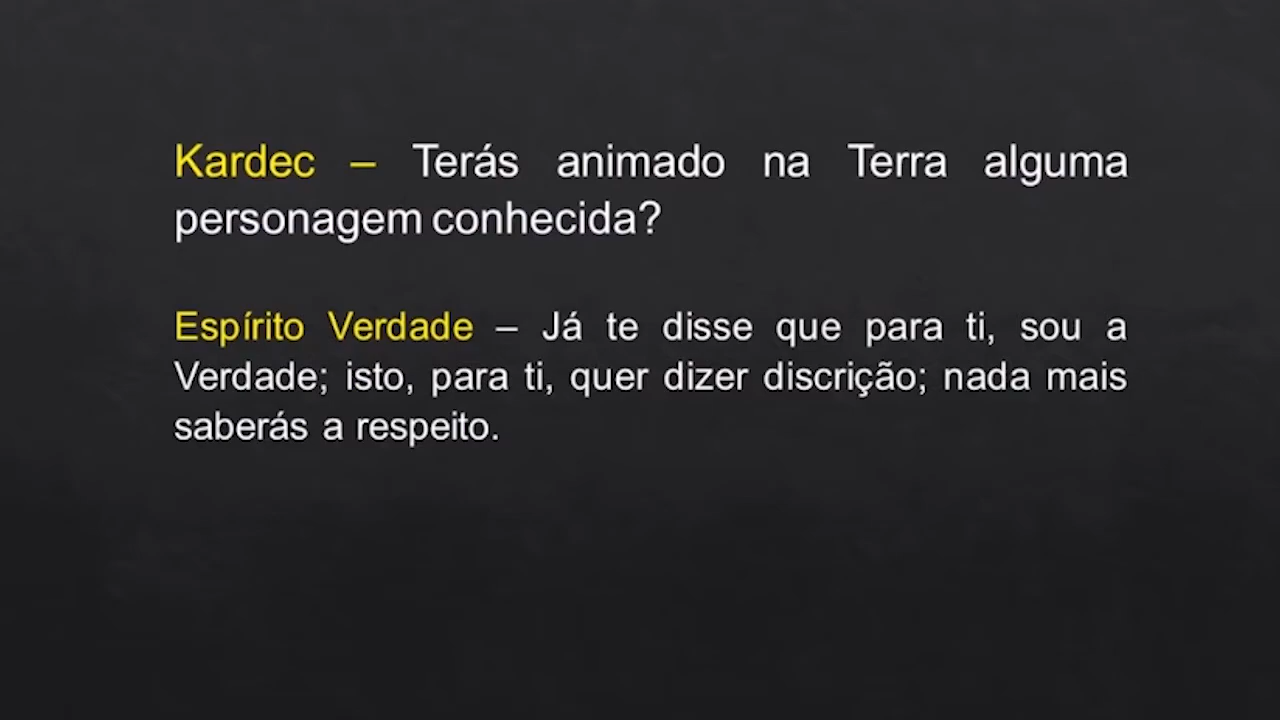 Kardec – Terás animado na Terra alguma
personagem conhecida?
Espírito Verdade – Já te disse que para ti, sou a
Verdade; isto, para ti, quer dizer discrição; nada mais
saberás a respeito.